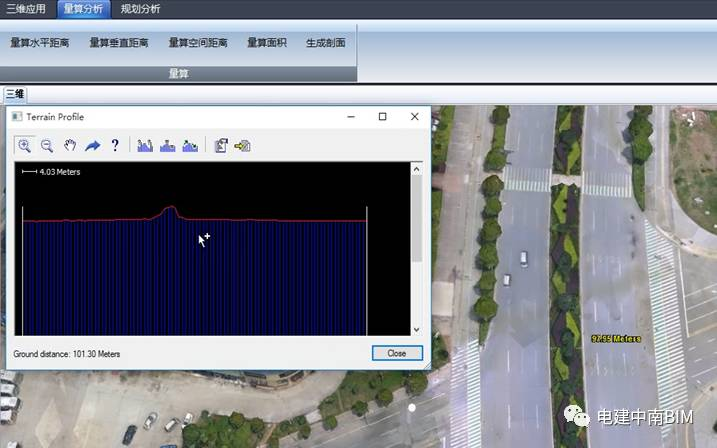 三维应用 量算分析 规划分析
量算水平距离 量算垂直距离 量算空间距离 量算面积 生成剖面
量算
三维
Terrain Profile
?
4.03 Meters
Ground distance: 101.30 Meters
Close
97.95 Meters
电建中南BIM